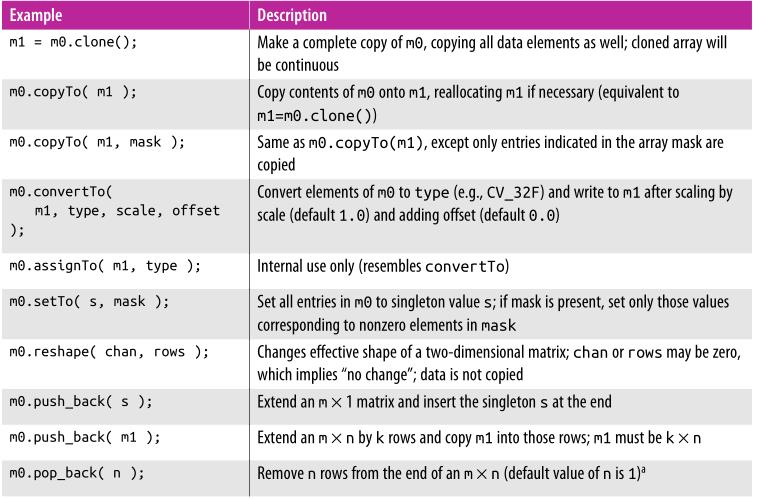 Example Description
m1 = m0.clone(); Make a complete copy of m0, copying all data elements as well; cloned array will
be continuous
m0.copyTo( m1 ); Copy contents of m0 onto m1, reallocating m1 if necessary (equivalent to
m1=m0.clone())
m0.copyTo( m1, mask ); Same as m0.copyTo(m1), except only entries indicated in the array mask are
copied
m0.convertTo( Convert elements of m0 to type (e.g., CV_32F) and write to m1 after scaling by
m1, type, scale, offset scale (default 1.0) and adding offset (default 0.0)
);
m0.assignTo( m1, type ); Internal use only (resembles convertTo)
m0.setTo( s, mask ); Set all entries in m0 to singleton value s; if mask is present, set only those values
corresponding to nonzero elements in mask
m0.reshape( chan, rows ); Changes effective shape of a two-dimensional matrix; chan or rows may be zero,
which implies “no change”; data is not copied
m0.push_back( s ); Extend an m × 1 matrix and insert the singleton s at the end
m0.push_back( m1 ); Extend an m × n by k rows and copy m1 into those rows; m1 must be k × n
m0.pop_back( n ); Remove n rows from the end of an m × n (default value of n is 1)ᵃ